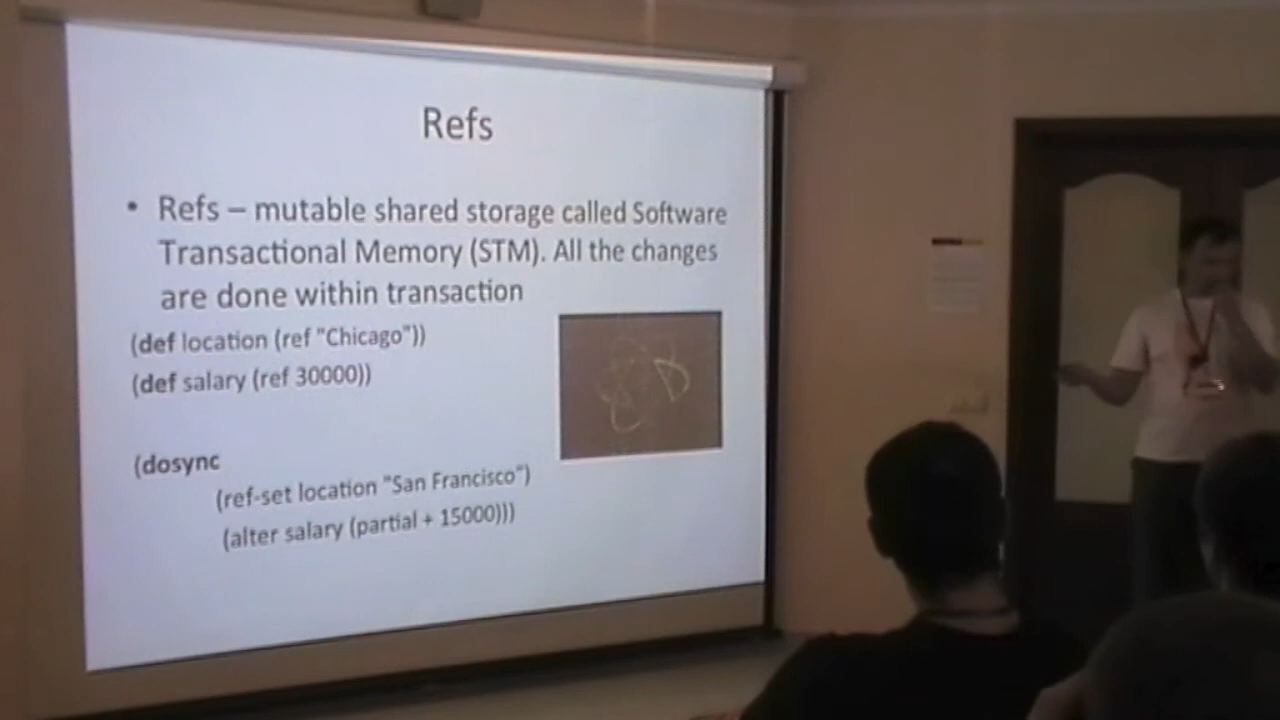 Refs
• Refs – mutable shared storage called Software
Transactional Memory (STM). All the changes
are done within transaction
(def location (ref "Chicago"))
(def salary (ref 30000))
(dosync
(ref-set location "San Francisco")
(alter salary (partial + 15000)))